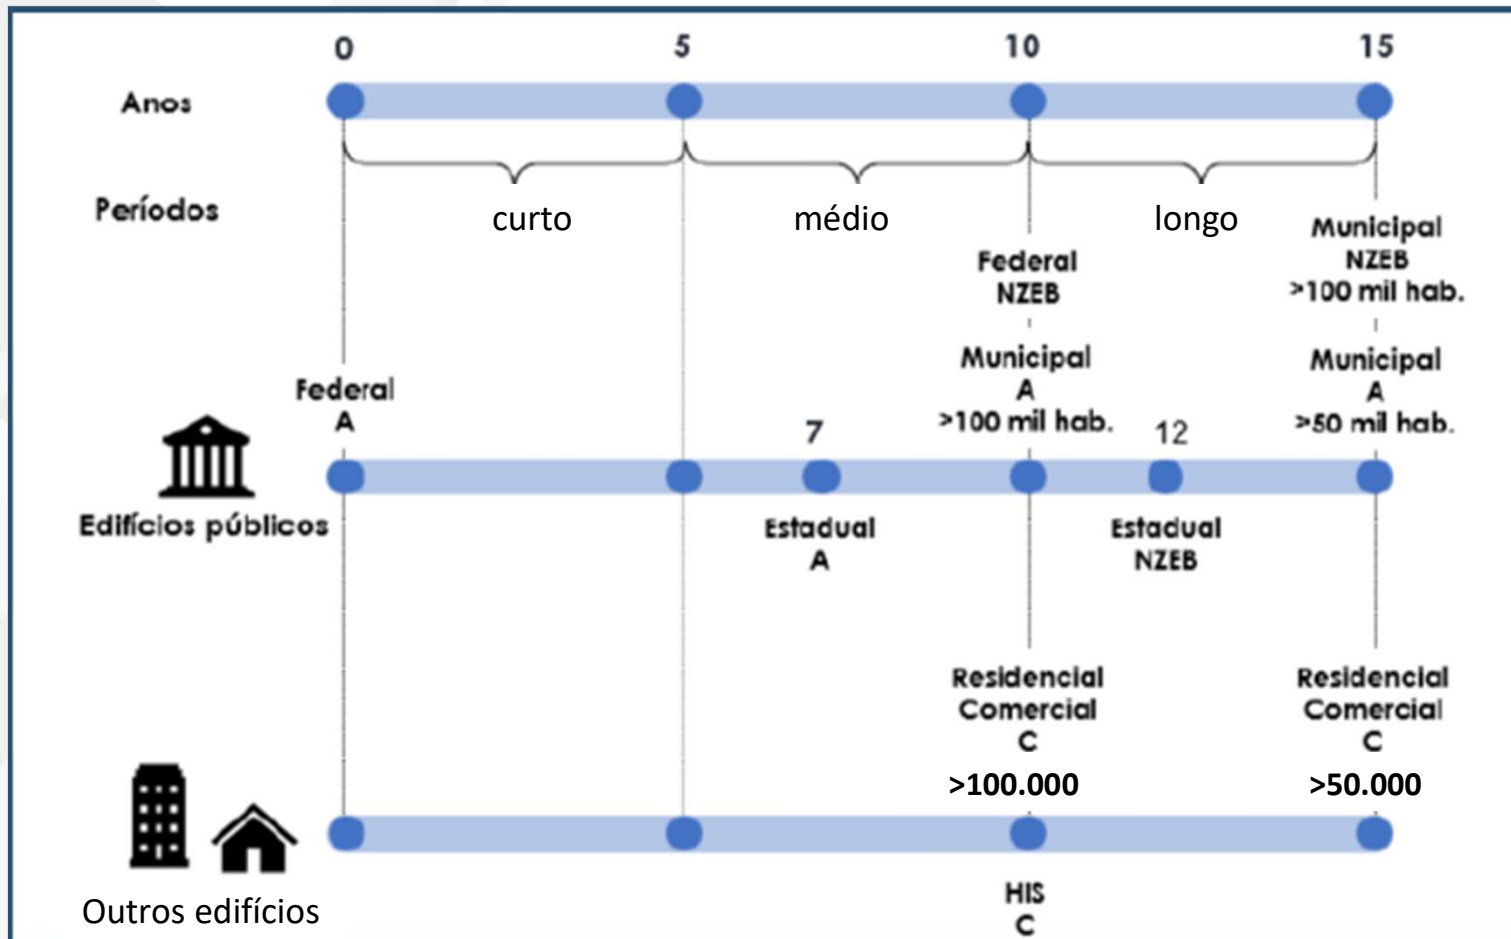 0
5
10
15
Anos
Períodos
curto
médio
longo
Federal
NZEB
Municipal
NZEB
>100 mil hab.
Federal
A
Municipal
A
>100 mil hab.
Municipal
A
>50 mil hab.
7
12
Edifícios públicos
Estadual
A
Estadual
NZEB
Residencial
Comercial
C
>100.000
Residencial
Comercial
C
>50.000
Outros edifícios
HIS
C